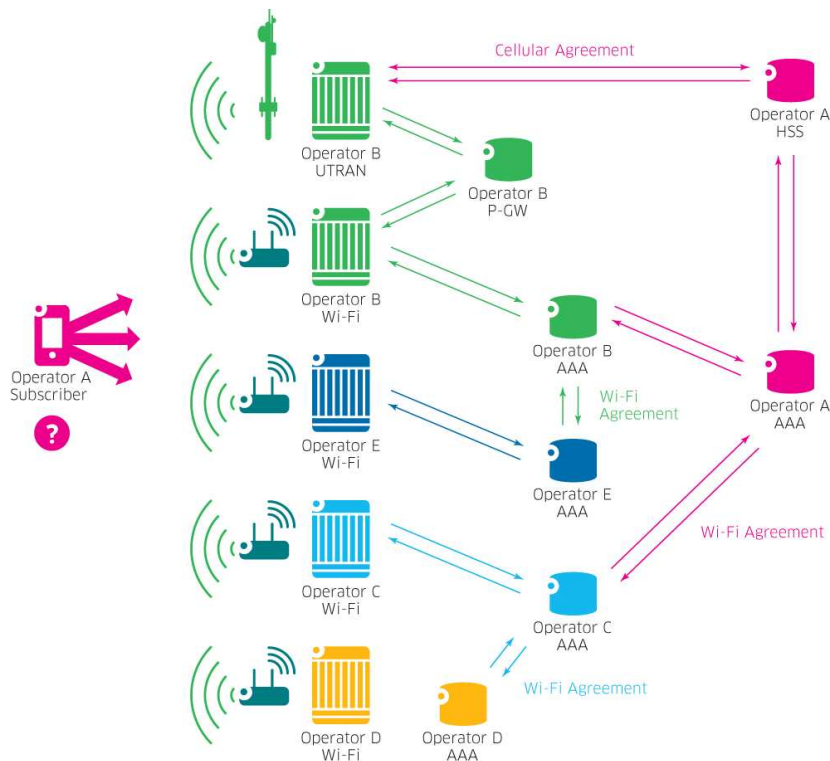 Cellular Agreement
Operator A
HSS
Operator B
UTRAN
Operator B
P-GW
Operator B
Wi-Fi
Operator A
Subscriber
?
Operator B
AAA
Operator A
AAA
Wi-Fi
Agreement
Operator E
Wi-Fi
Operator E
AAA
Wi-Fi Agreement
Operator C
Wi-Fi
Operator C
AAA
Wi-Fi Agreement
Operator D
Wi-Fi
Operator D
AAA